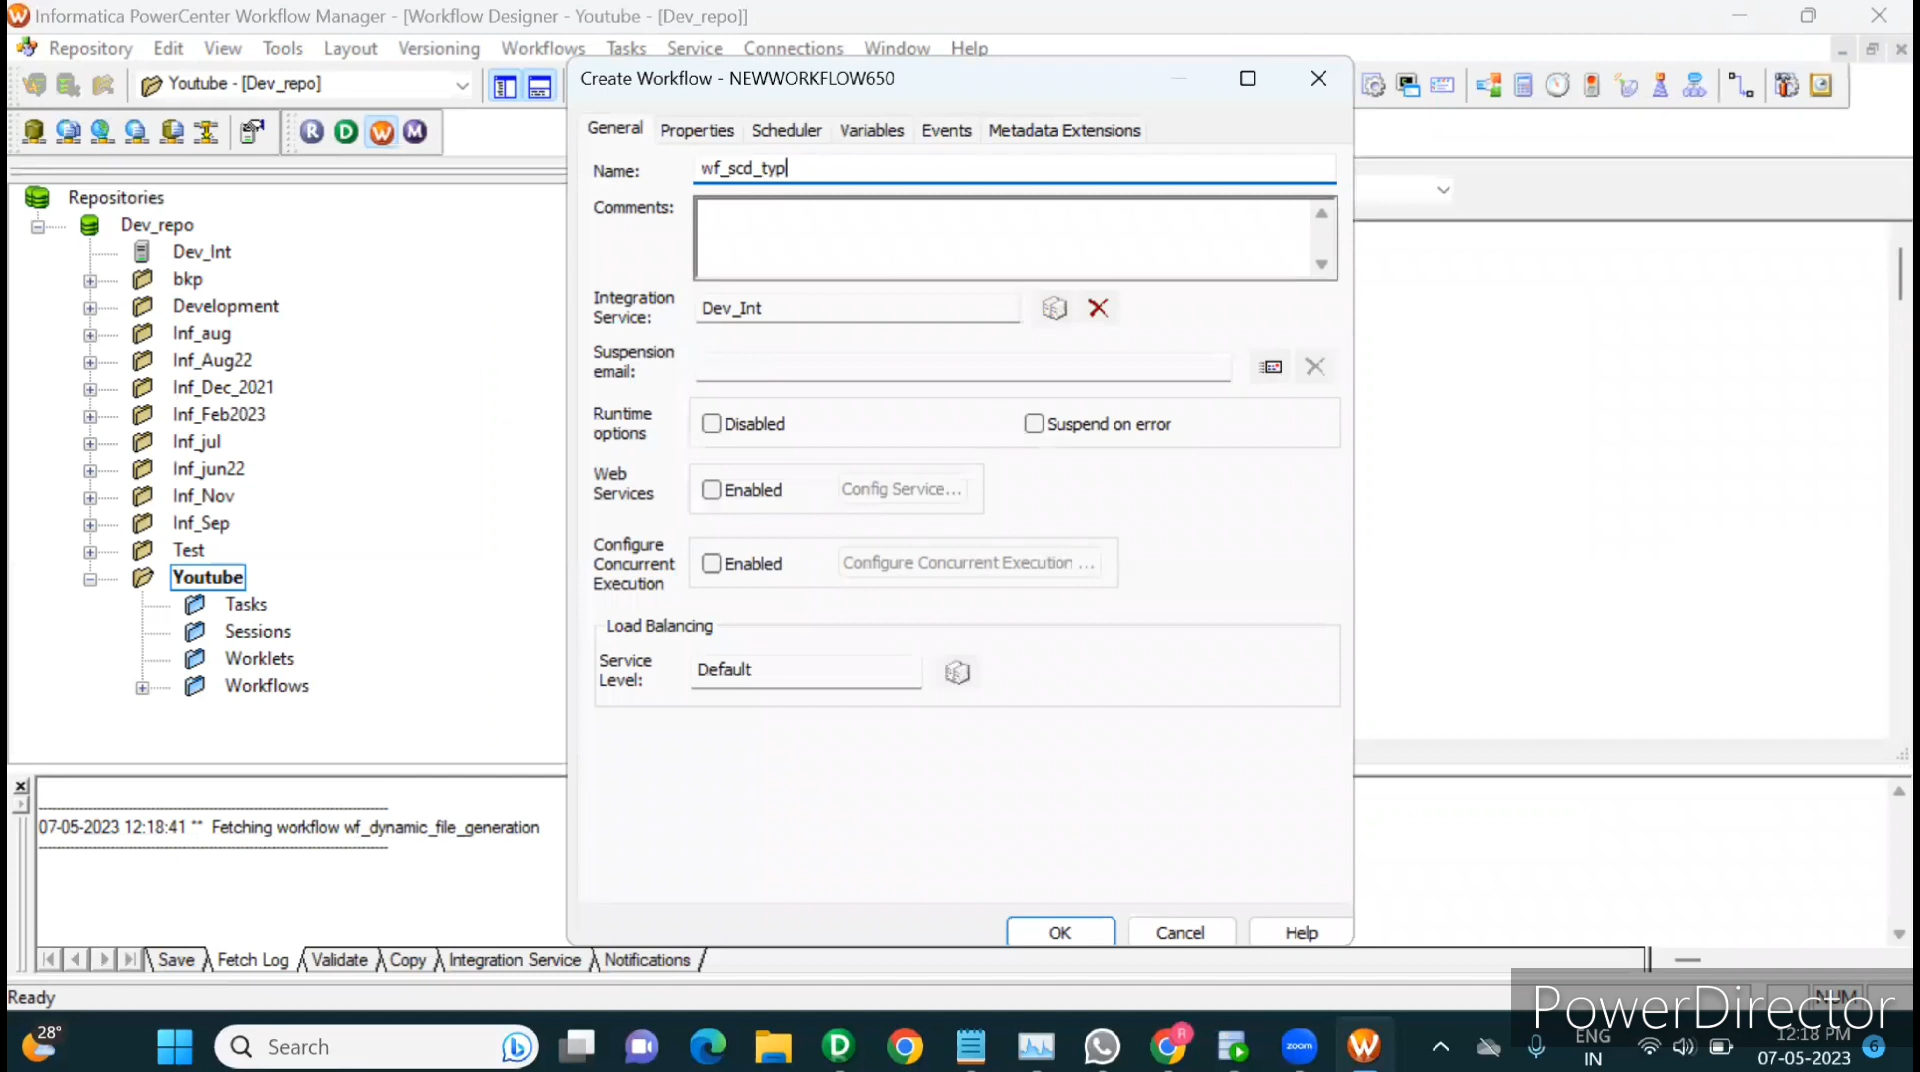 Informatica PowerCenter Workflow Manager - [Workflow Designer - Youtube - [Dev_repo]]
Repository Edit View Tools Layout Versioning Workflows Tasks Service Connections Window Help
Youtube - [Dev_repo]
R D W M
Create Workflow - NEWWORKFLOW650
General Properties Scheduler Variables Events Metadata Extensions
Name: wf_scd_typ
Comments:
Integration Service: Dev_Int
Suspension email:
Runtime options Disabled Suspend on error
Web Services Enabled Config Service...
Configure Concurrent Execution Enabled Configure Concurrent Execution ...
Load Balancing
Service Level: Default
OK Cancel Help
Repositories
Dev_repo
Dev_Int
bkp
Development
Inf_aug
Inf_Aug22
Inf_Dec_2021
Inf_Feb2023
Inf_jul
Inf_jun22
Inf_Nov
Inf_Sep
Test
Youtube
Tasks
Sessions
Worklets
Workflows
07-05-2023 12:18:41 ** Fetching workflow wf_dynamic_file_generation
Save Fetch Log Validate Copy Integration Service Notifications
Ready
NUM
PowerDirector
28°
Search
D
R
zoom
W
ENG
IN
12:18 PM
07-05-2023
6